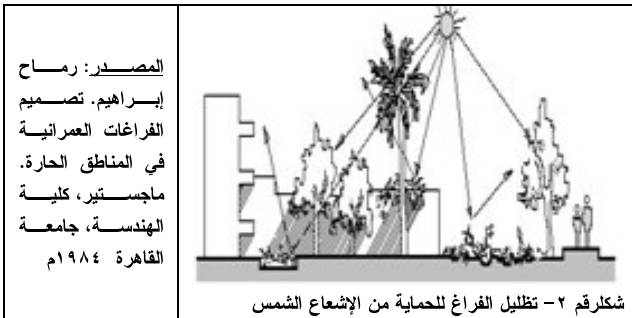 المصدر: رماح
إبراهيم. تصميم
الفراغات العمرانية
في المناطق الحارة.
ماجستير، كلية
الهندسة، جامعة
القاهرة ١٩٨٤م
شكلرقم ٢- تظليل الفراغ للحماية من الإشعاع الشمس